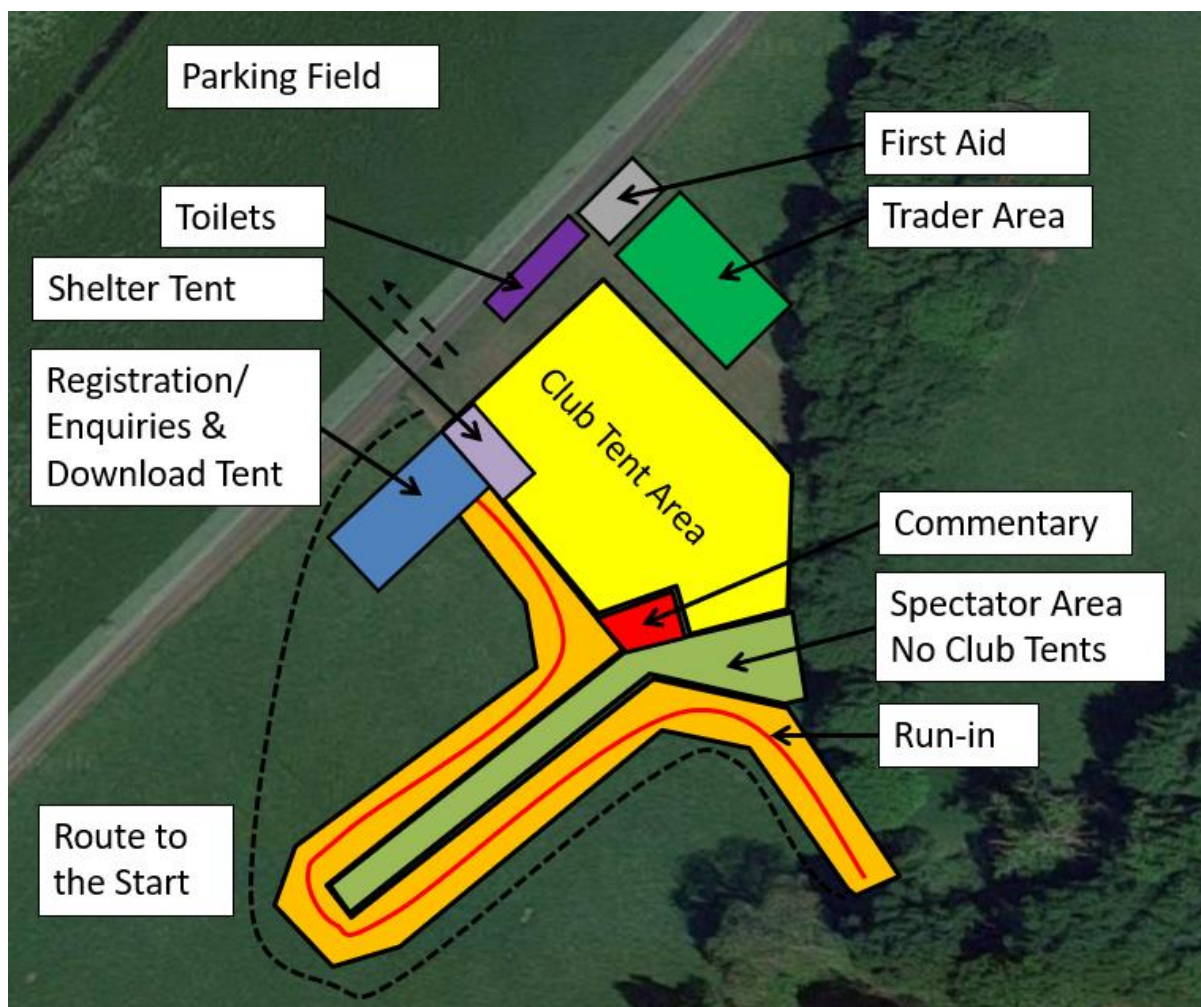 Parking Field
First Aid
Toilets
Trader Area
Shelter Tent
Registration/
Enquiries &
Download Tent
Club Tent Area
Commentary
Spectator Area
No Club Tents
Run-in
Route to
the Start